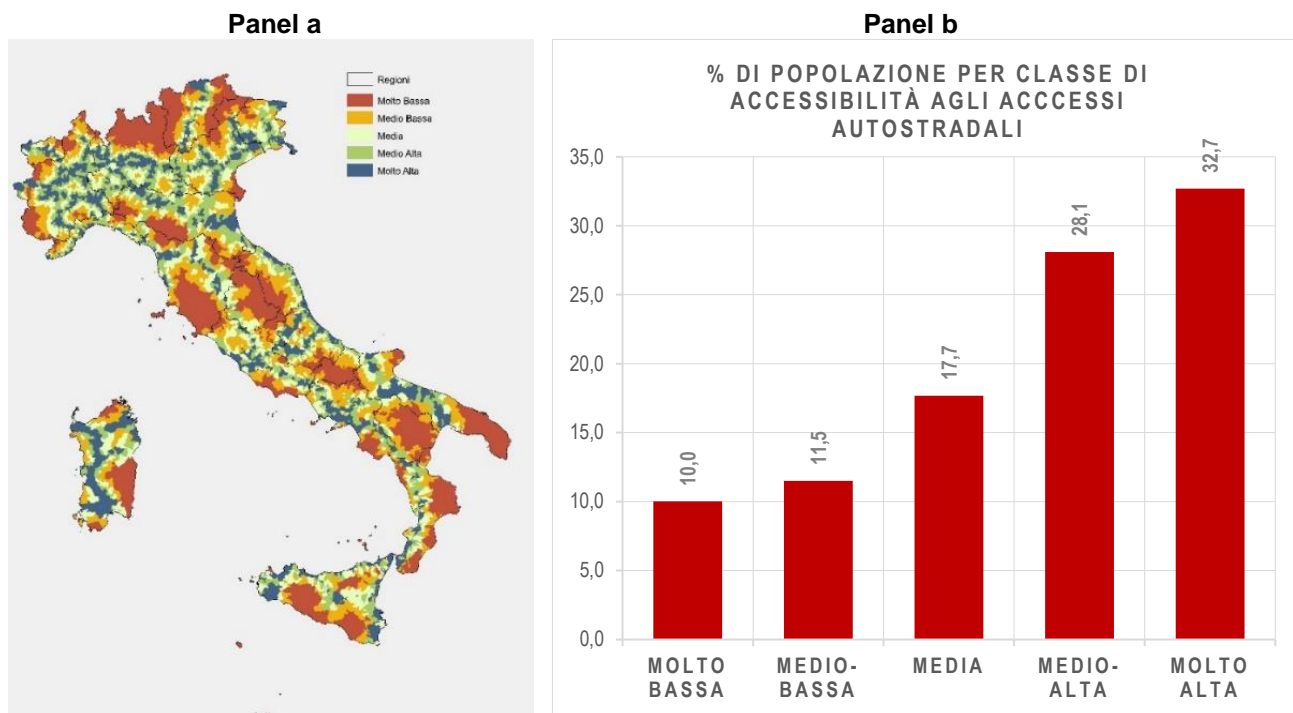 Panel a
Panel b
Regioni
Molto Bassa
Medio Bassa
Media
Medio Alta
Molto Alta
% DI POPOLAZIONE PER CLASSE DI
ACCESSIBILITÀ AGLI ACCCESSI
AUTOSTRADALI
35,0
30,0
25,0
20,0
15,0
10,0
5,0
0,0
10,0
11,5
17,7
28,1
32,7
MOLTO
BASSA
MEDIO-
BASSA
MEDIA
MEDIO-
ALTA
MOLTO
ALTA